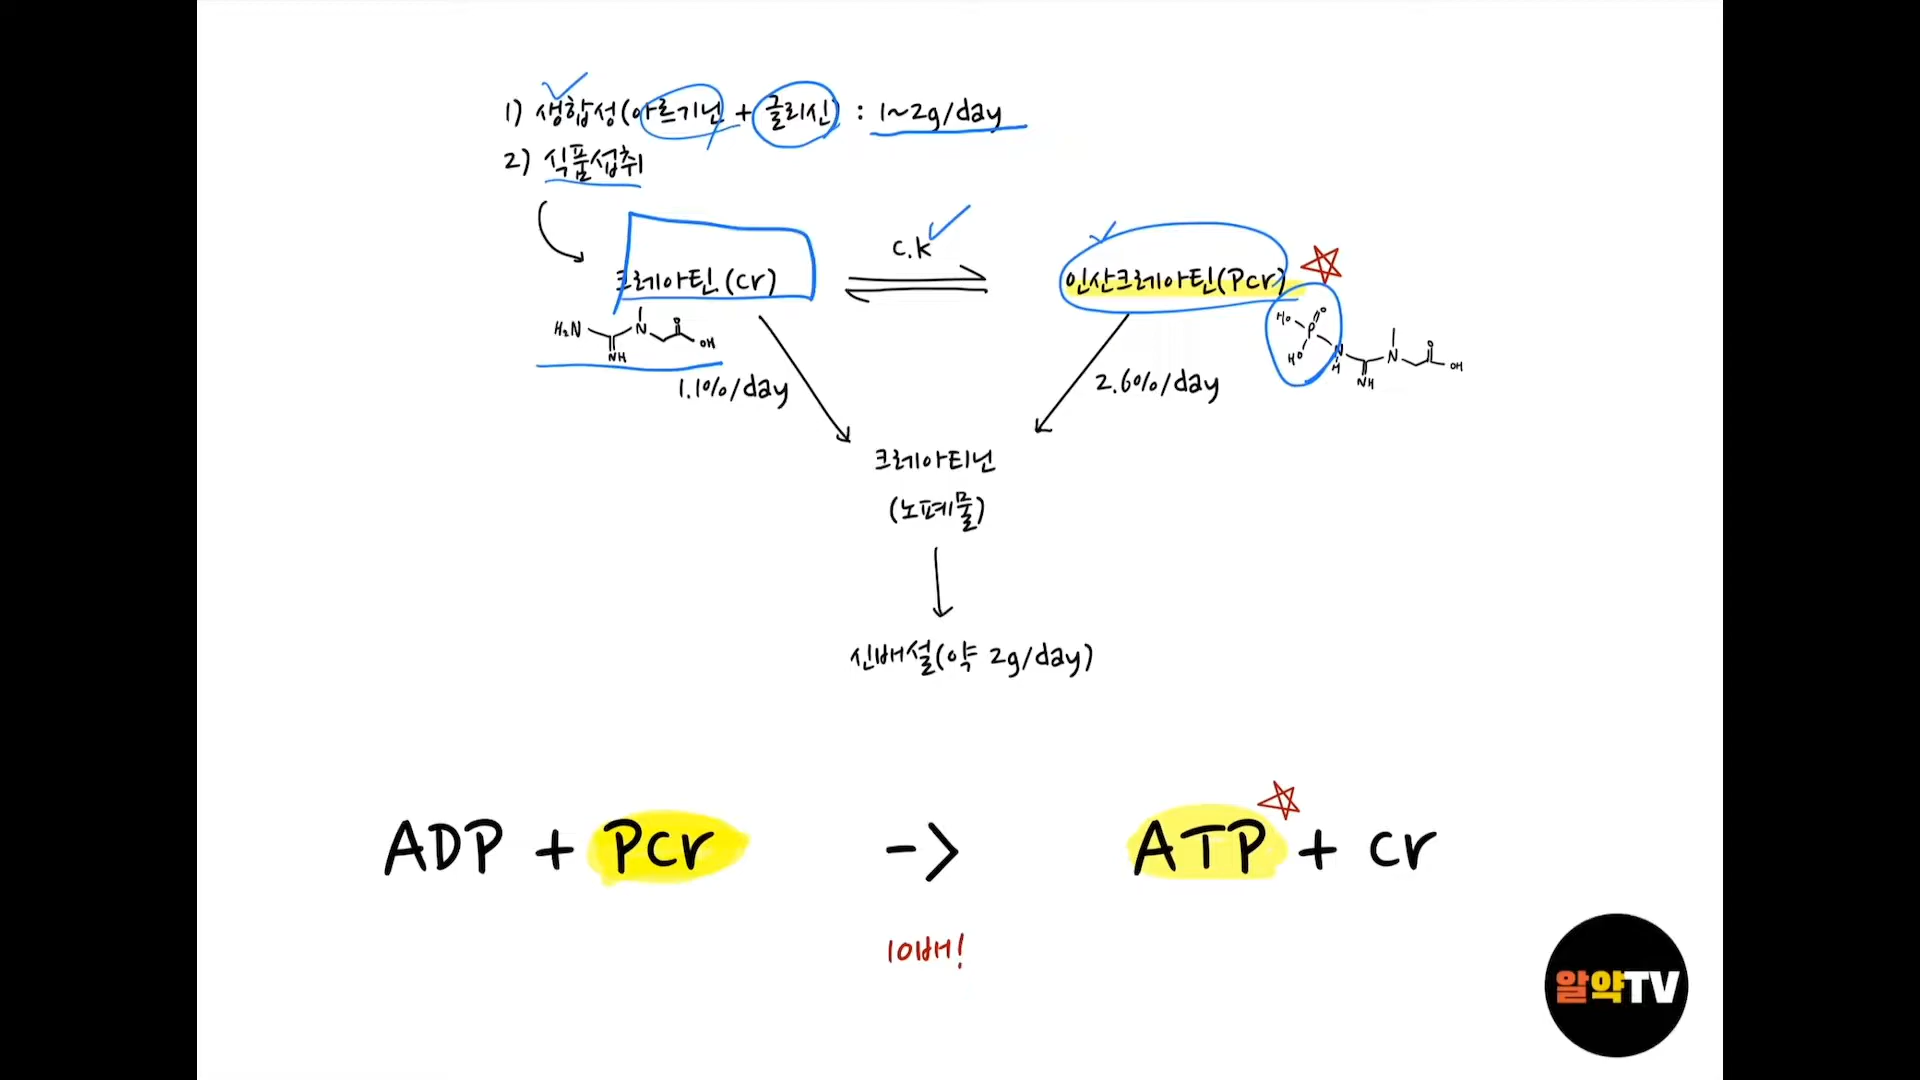 1) 생합성(아르기닌 + 글리신) : 1~2g/day
2) 식품섭취
크레아틴(Cr)
C.K
인산크레아틴(Pcr)
H₂N
N
NH
OH
HO
P
O
HO
N
H
NH
N
O
OH
1.1%/day
2.6%/day
크레아티닌
(노폐물)
신배설(약 2g/day)
ADP + Pcr -> ATP + Cr
10배!
알약TV